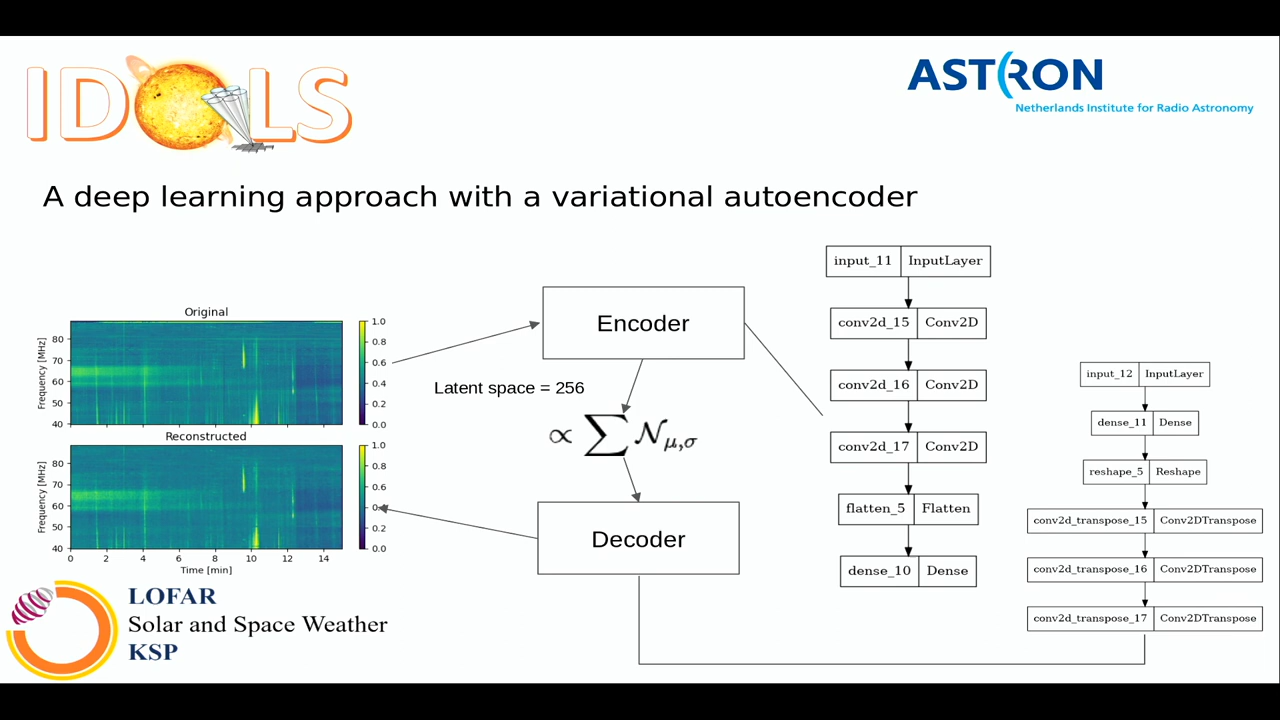 IDOLS
ASTRON
Netherlands Institute for Radio Astronomy
A deep learning approach with a variational autoencoder
Original
Frequency [MHz]
80
70
60
50
40
1.0
0.8
0.6
0.4
0.2
0.0
Reconstructed
Frequency [MHz]
80
70
60
50
40
0 2 4 6 8 10 12 14
Time [min]
1.0
0.8
0.6
0.4
0.2
0.0
Encoder
Latent space = 256
∝ ∑ 𝒩μ,σ
Decoder
input_11 InputLayer
conv2d_15 Conv2D
conv2d_16 Conv2D
conv2d_17 Conv2D
flatten_5 Flatten
dense_10 Dense
input_12 InputLayer
dense_11 Dense
reshape_5 Reshape
conv2d_transpose_15 Conv2DTranspose
conv2d_transpose_16 Conv2DTranspose
conv2d_transpose_17 Conv2DTranspose
LOFAR
Solar and Space Weather
KSP